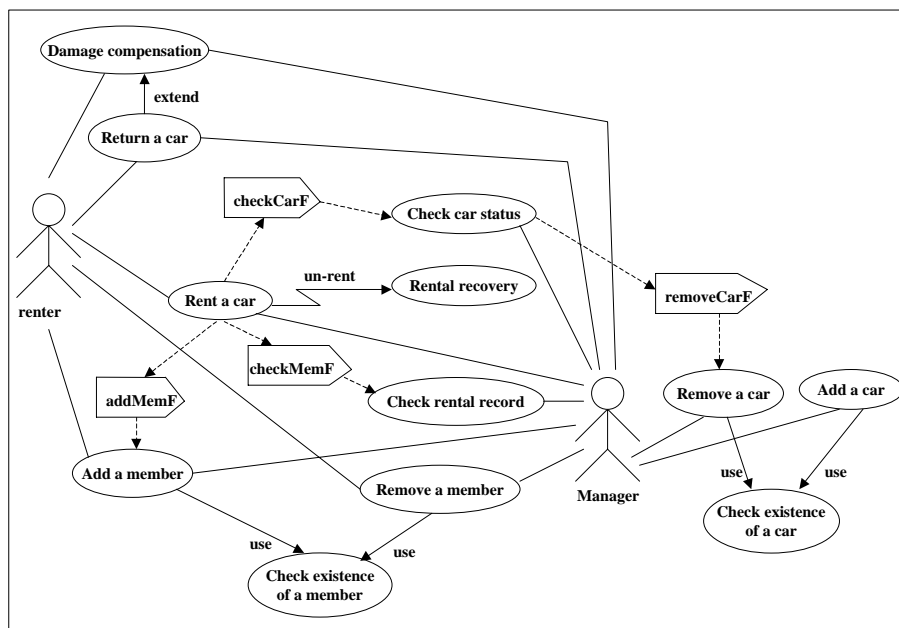 Damage compensation
extend
Return a car
checkCarF
Check car status
un-rent
Rental recovery
removeCarF
Rent a car
renter
checkMemF
addMemF
Check rental record
Remove a car
Add a car
Add a member
Remove a member
Manager
use
use
Check existence
of a car
use
use
Check existence
of a member